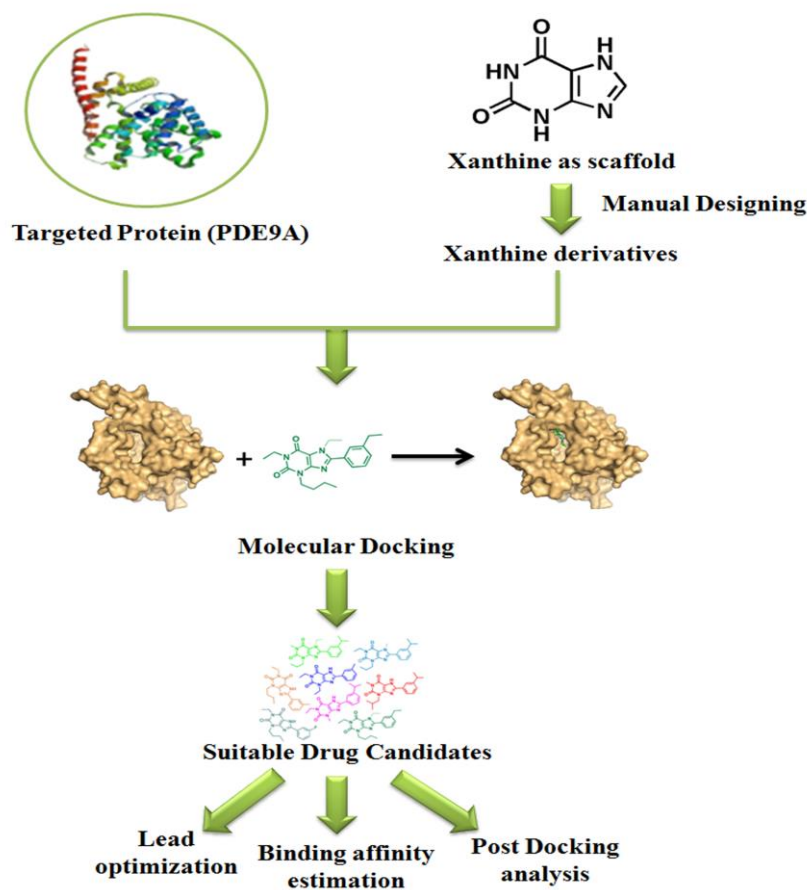 O
H
N
HN
O
N
H
N
Xanthine as scaffold
Manual Designing
Targeted Protein (PDE9A)
Xanthine derivatives
+
O
N
N
O
N
N
Molecular Docking
Suitable Drug Candidates
Lead
optimization
Binding affinity
estimation
Post Docking
analysis